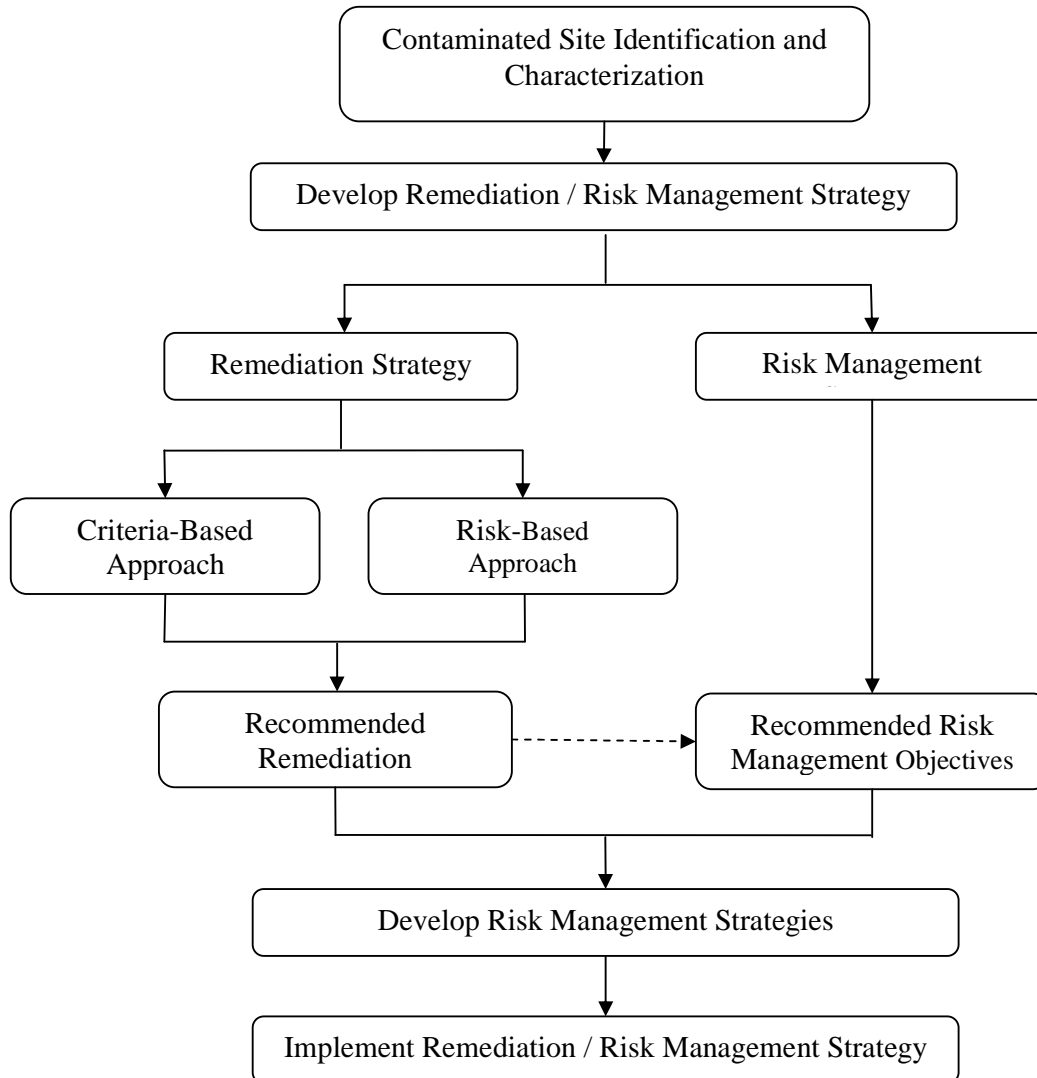 Contaminated Site Identification and
Characterization
Develop Remediation / Risk Management Strategy
Remediation Strategy
Risk Management
Criteria-Based
Approach
Risk-Based
Approach
Recommended
Remediation
Recommended Risk
Management Objectives
Develop Risk Management Strategies
Implement Remediation / Risk Management Strategy